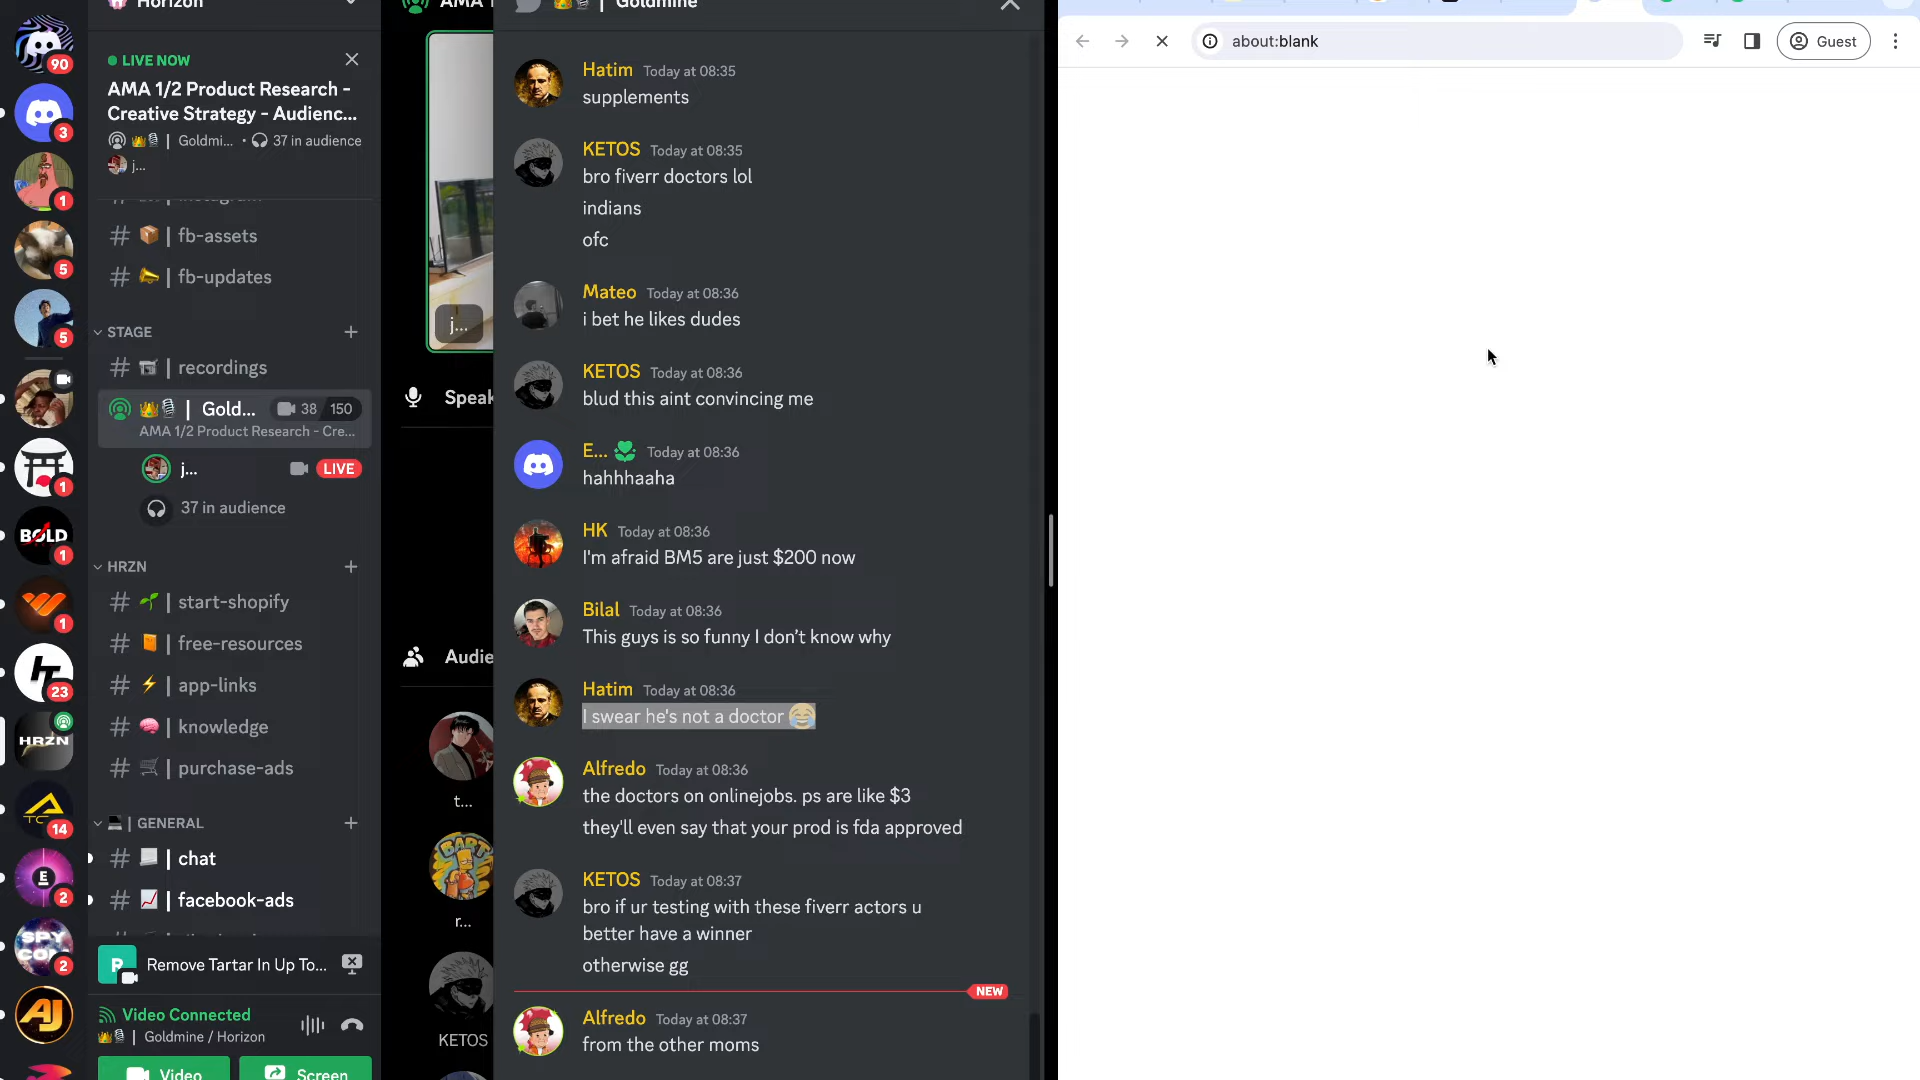 Horizon
LIVE NOW
AMA 1/2 Product Research -
Creative Strategy - Audienc...
| Goldmi... • 37 in audience
j...
# | fb-assets
# | fb-updates
STAGE
# | recordings
| Gold... 38 150
AMA 1/2 Product Research - Cre...
j... LIVE
37 in audience
HRZN
# | start-shopify
# | free-resources
# | app-links
# | knowledge
# | purchase-ads
| GENERAL
# | chat
# | facebook-ads
R Remove Tartar In Up To...
Video Connected
| Goldmine / Horizon
Video Screen
90
3
1
5
5
1
BOLD
1
1
23
HRZN
TC
14
E
2
SPY
2
AJ
AMA 1
j...
Speak
Audie
t...
BART
r...
KETOS
| Goldmine
Hatim Today at 08:35
supplements
KETOS Today at 08:35
bro fiverr doctors lol
indians
ofc
Mateo Today at 08:36
i bet he likes dudes
KETOS Today at 08:36
blud this aint convincing me
E... Today at 08:36
hahhhaaha
HK Today at 08:36
I'm afraid BM5 are just $200 now
Bilal Today at 08:36
This guys is so funny I don't know why
Hatim Today at 08:36
I swear he's not a doctor 😂
Alfredo Today at 08:36
the doctors on onlinejobs. ps are like $3
they'll even say that your prod is fda approved
KETOS Today at 08:37
bro if ur testing with these fiverr actors u
better have a winner
otherwise gg
NEW
Alfredo Today at 08:37
from the other moms
about:blank
Guest